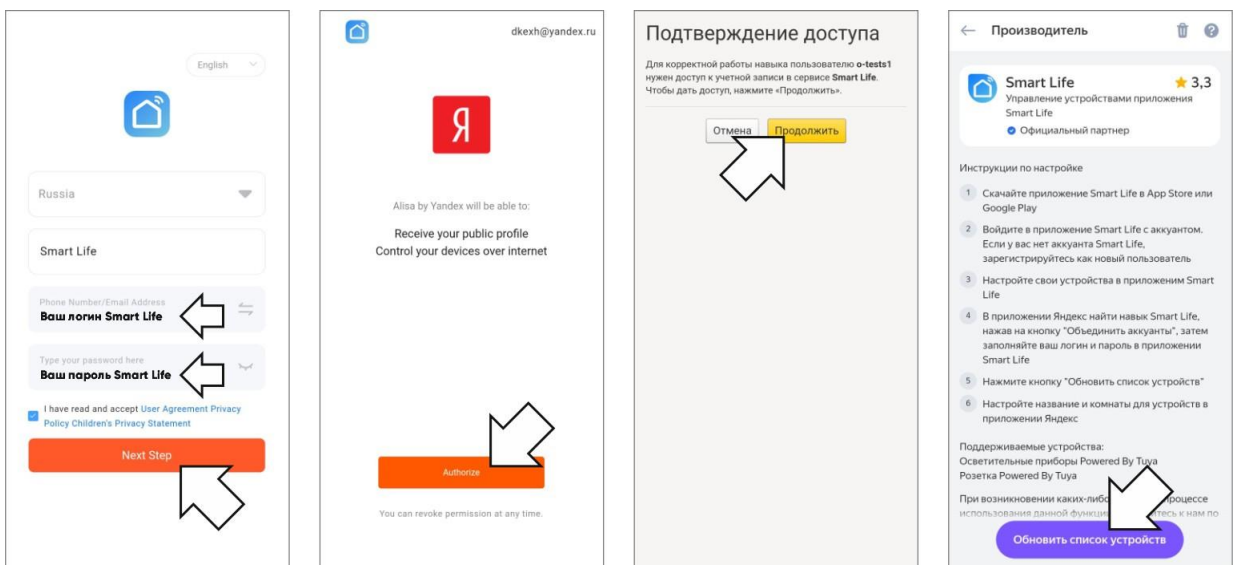 English
Russia
Smart Life
Phone Number/Email Address
Ваш логин Smart Life
Type your password here
Ваш пароль Smart Life
I have read and accept User Agreement Privacy
Policy Children's Privacy Statement
Next Step
dkexh@yandex.ru
Я
Alisa by Yandex will be able to:
Receive your public profile
Control your devices over internet
Authorize
You can revoke permission at any time.
Подтверждение доступа
Для корректной работы навыка пользователю o-tests1
нужен доступ к учетной записи в сервисе Smart Life.
Чтобы дать доступ, нажмите «Продолжить».
Отмена Продолжить
Производитель
Smart Life 3,3
Управление устройствами приложения
Smart Life
Официальный партнер
Инструкции по настройке
1 Скачайте приложение Smart Life в App Store или
Google Play
2 Войдите в приложение Smart Life с аккуантом.
Если у вас нет аккуанта Smart Life,
зарегистрируйтесь как новый пользователь
3 Настройте свои устройства в приложеним Smart
Life
4 В приложении Яндекс найти навык Smart Life,
нажав на кнопку "Объединить аккуанты", затем
заполняйте ваш логин и пароль в приложении
Smart Life
5 Нажмите кнопку "Обновить список устройств"
6 Настройте название и комнаты для устройств в
приложении Яндекс
Поддерживаемые устройства:
Осветительные приборы Powered By Tuya
Розетка Powered By Tuya
При возникновении каких-либо процессе
использования данной к нам по
Обновить список устройств